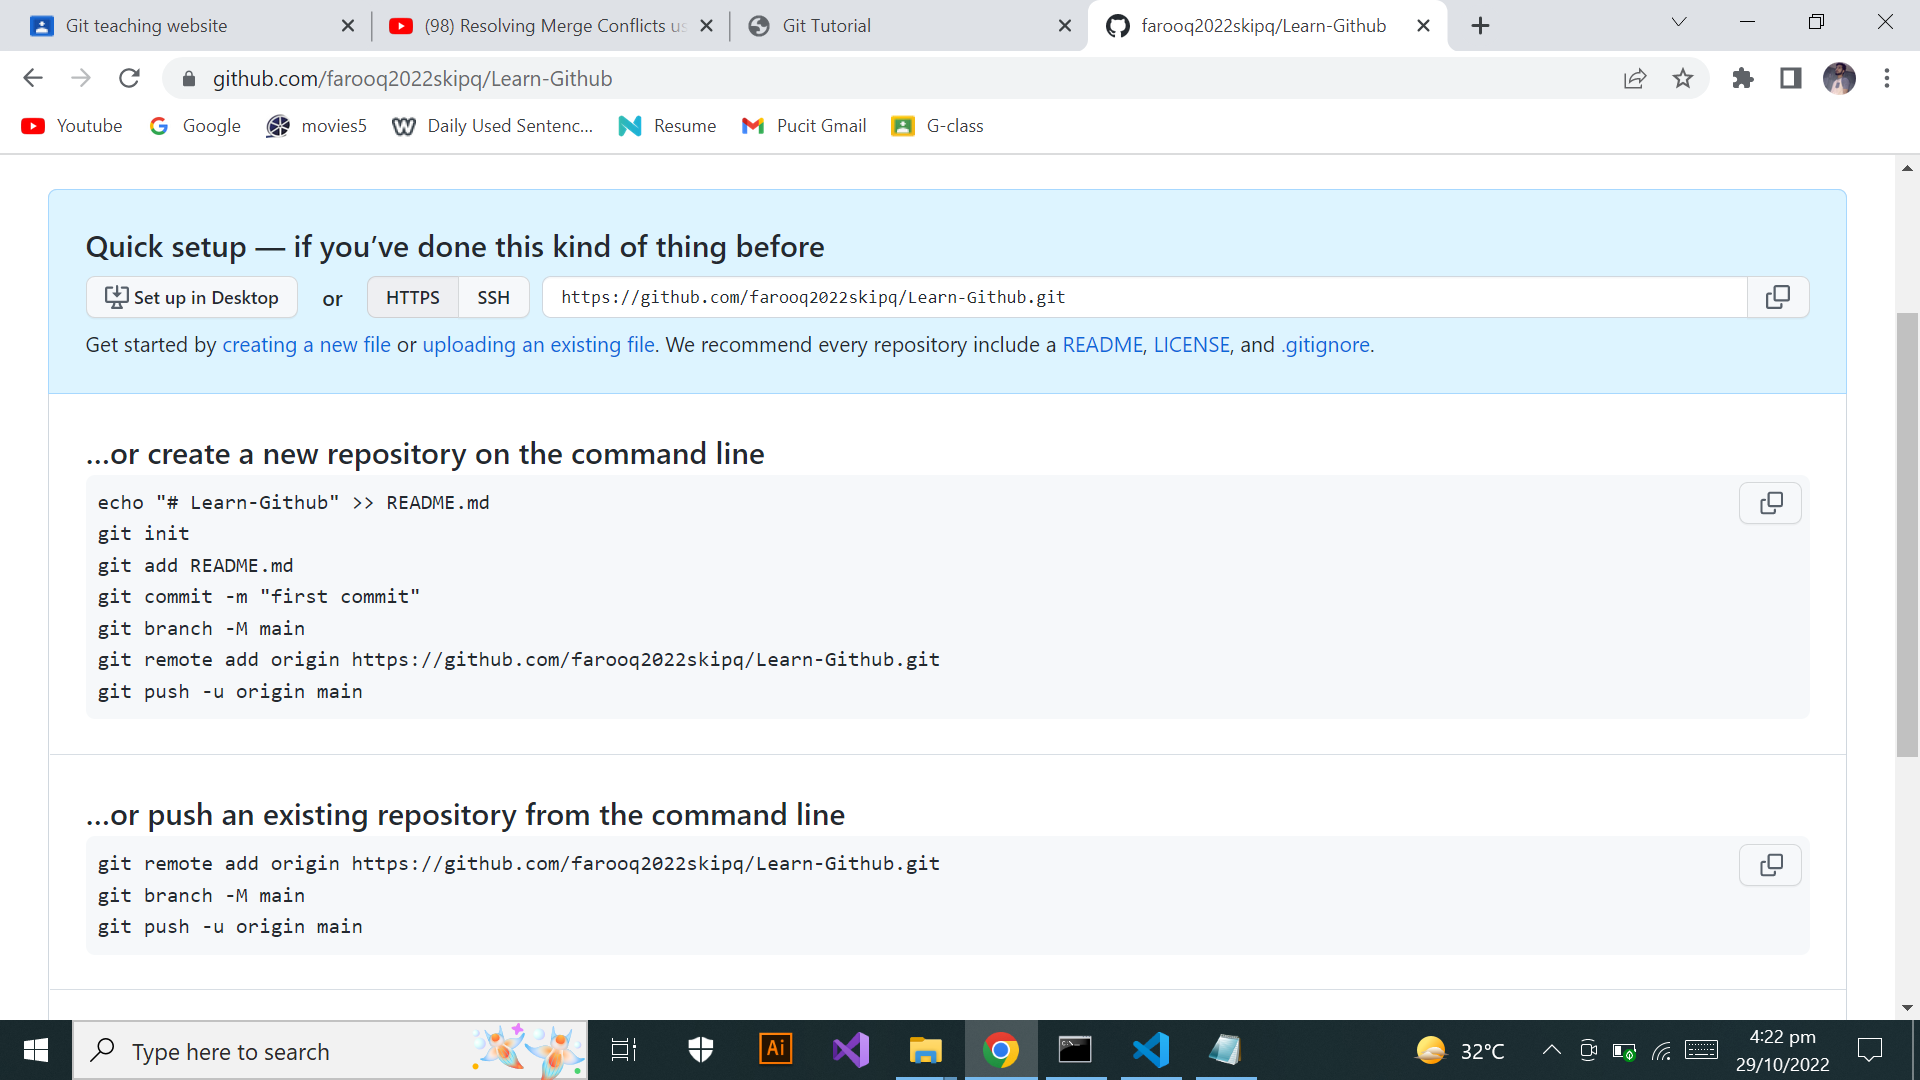 Git teaching website
(98) Resolving Merge Conflicts us
Git Tutorial
farooq2022skipq/Learn-Github
github.com/farooq2022skipq/Learn-Github
Youtube
Google
movies5
Daily Used Sentenc...
Resume
Pucit Gmail
G-class
Quick setup — if you’ve done this kind of thing before
Set up in Desktop or HTTPS SSH https://github.com/farooq2022skipq/Learn-Github.git
Get started by creating a new file or uploading an existing file. We recommend every repository include a README, LICENSE, and .gitignore.
…or create a new repository on the command line
echo "# Learn-Github" >> README.md
git init
git add README.md
git commit -m "first commit"
git branch -M main
git remote add origin https://github.com/farooq2022skipq/Learn-Github.git
git push -u origin main
…or push an existing repository from the command line
git remote add origin https://github.com/farooq2022skipq/Learn-Github.git
git branch -M main
git push -u origin main
Type here to search
Ai
32°C
4:22 pm
29/10/2022